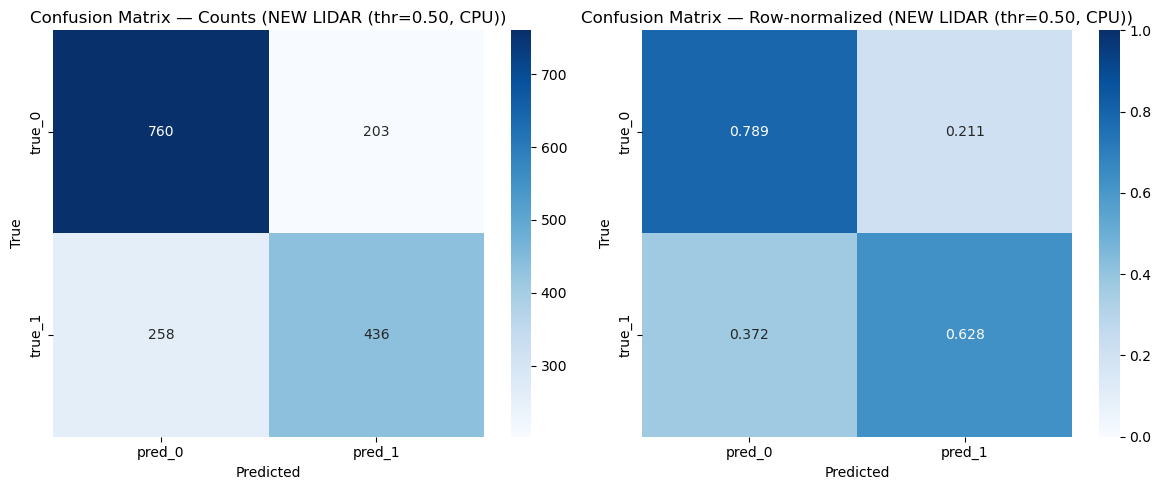 Confusion Matrix — Counts (NEW LIDAR (thr=0.50, CPU))
True
true_0
true_1
760
203
258
436
pred_0
pred_1
Predicted
700
600
500
400
300
Confusion Matrix — Row-normalized (NEW LIDAR (thr=0.50, CPU))
True
true_0
true_1
0.789
0.211
0.372
0.628
pred_0
pred_1
Predicted
1.0
0.8
0.6
0.4
0.2
0.0